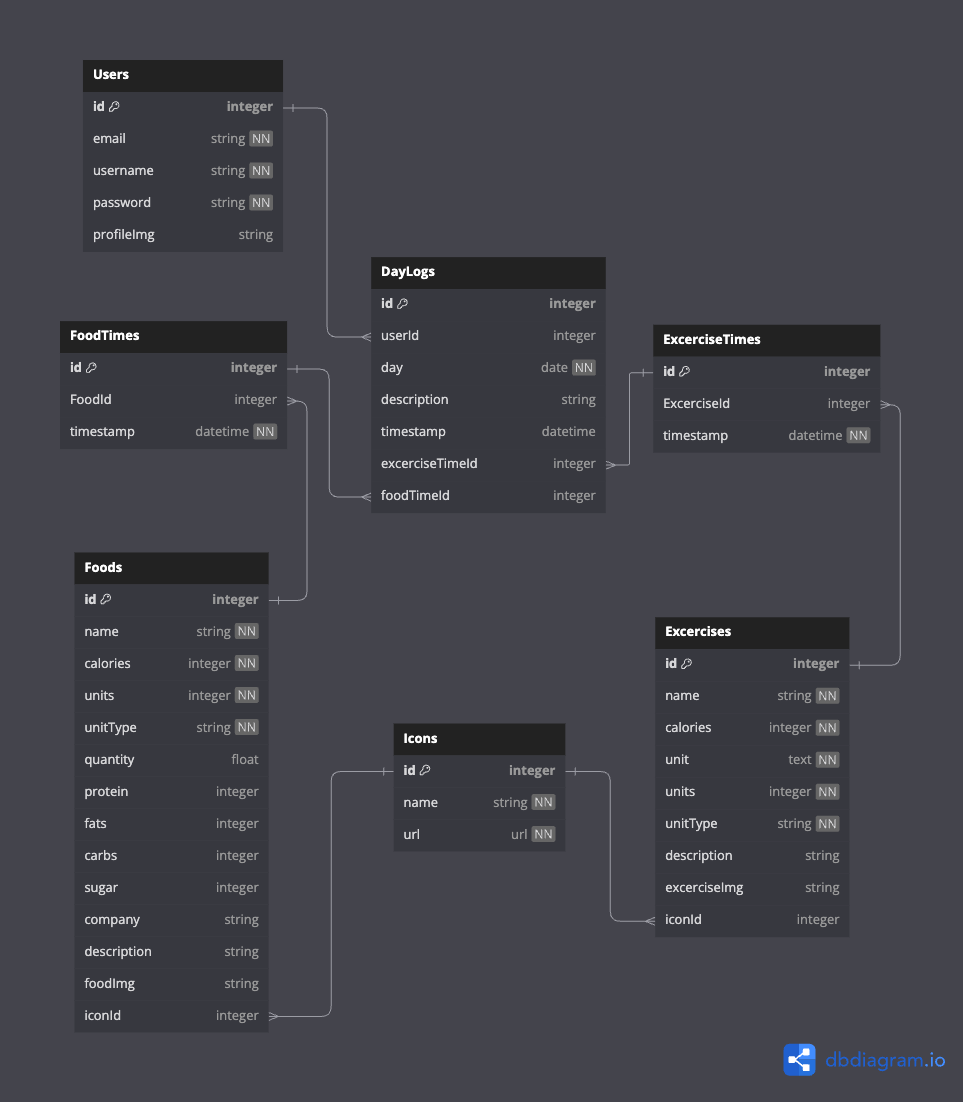 Users
id integer
email string NN
username string NN
password string NN
profileImg string
DayLogs
id integer
userId integer
day date NN
description string
timestamp datetime
excerciseTimeId integer
foodTimeId integer
FoodTimes
id integer
FoodId integer
timestamp datetime NN
ExcerciseTimes
id integer
ExcerciseId integer
timestamp datetime NN
Foods
id integer
name string NN
calories integer NN
units integer NN
unitType string NN
quantity float
protein integer
fats integer
carbs integer
sugar integer
company string
description string
foodImg string
iconId integer
Icons
id integer
name string NN
url url NN
Excercises
id integer
name string NN
calories integer NN
unit text NN
units integer NN
unitType string NN
description string
excerciseImg string
iconId integer
dbdiagram.io